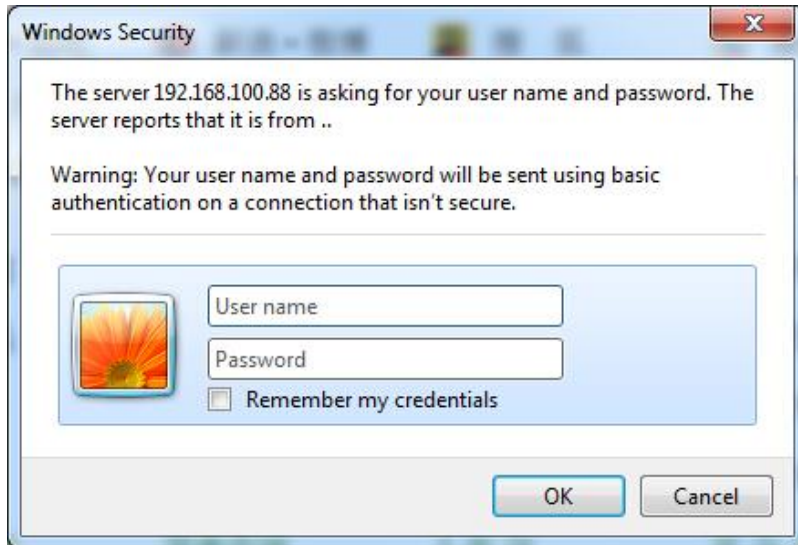 Windows Security
The server 192.168.100.88 is asking for your user name and password. The
server reports that it is from ..
Warning: Your user name and password will be sent using basic
authentication on a connection that isn't secure.
User name
Password
Remember my credentials
OK
Cancel